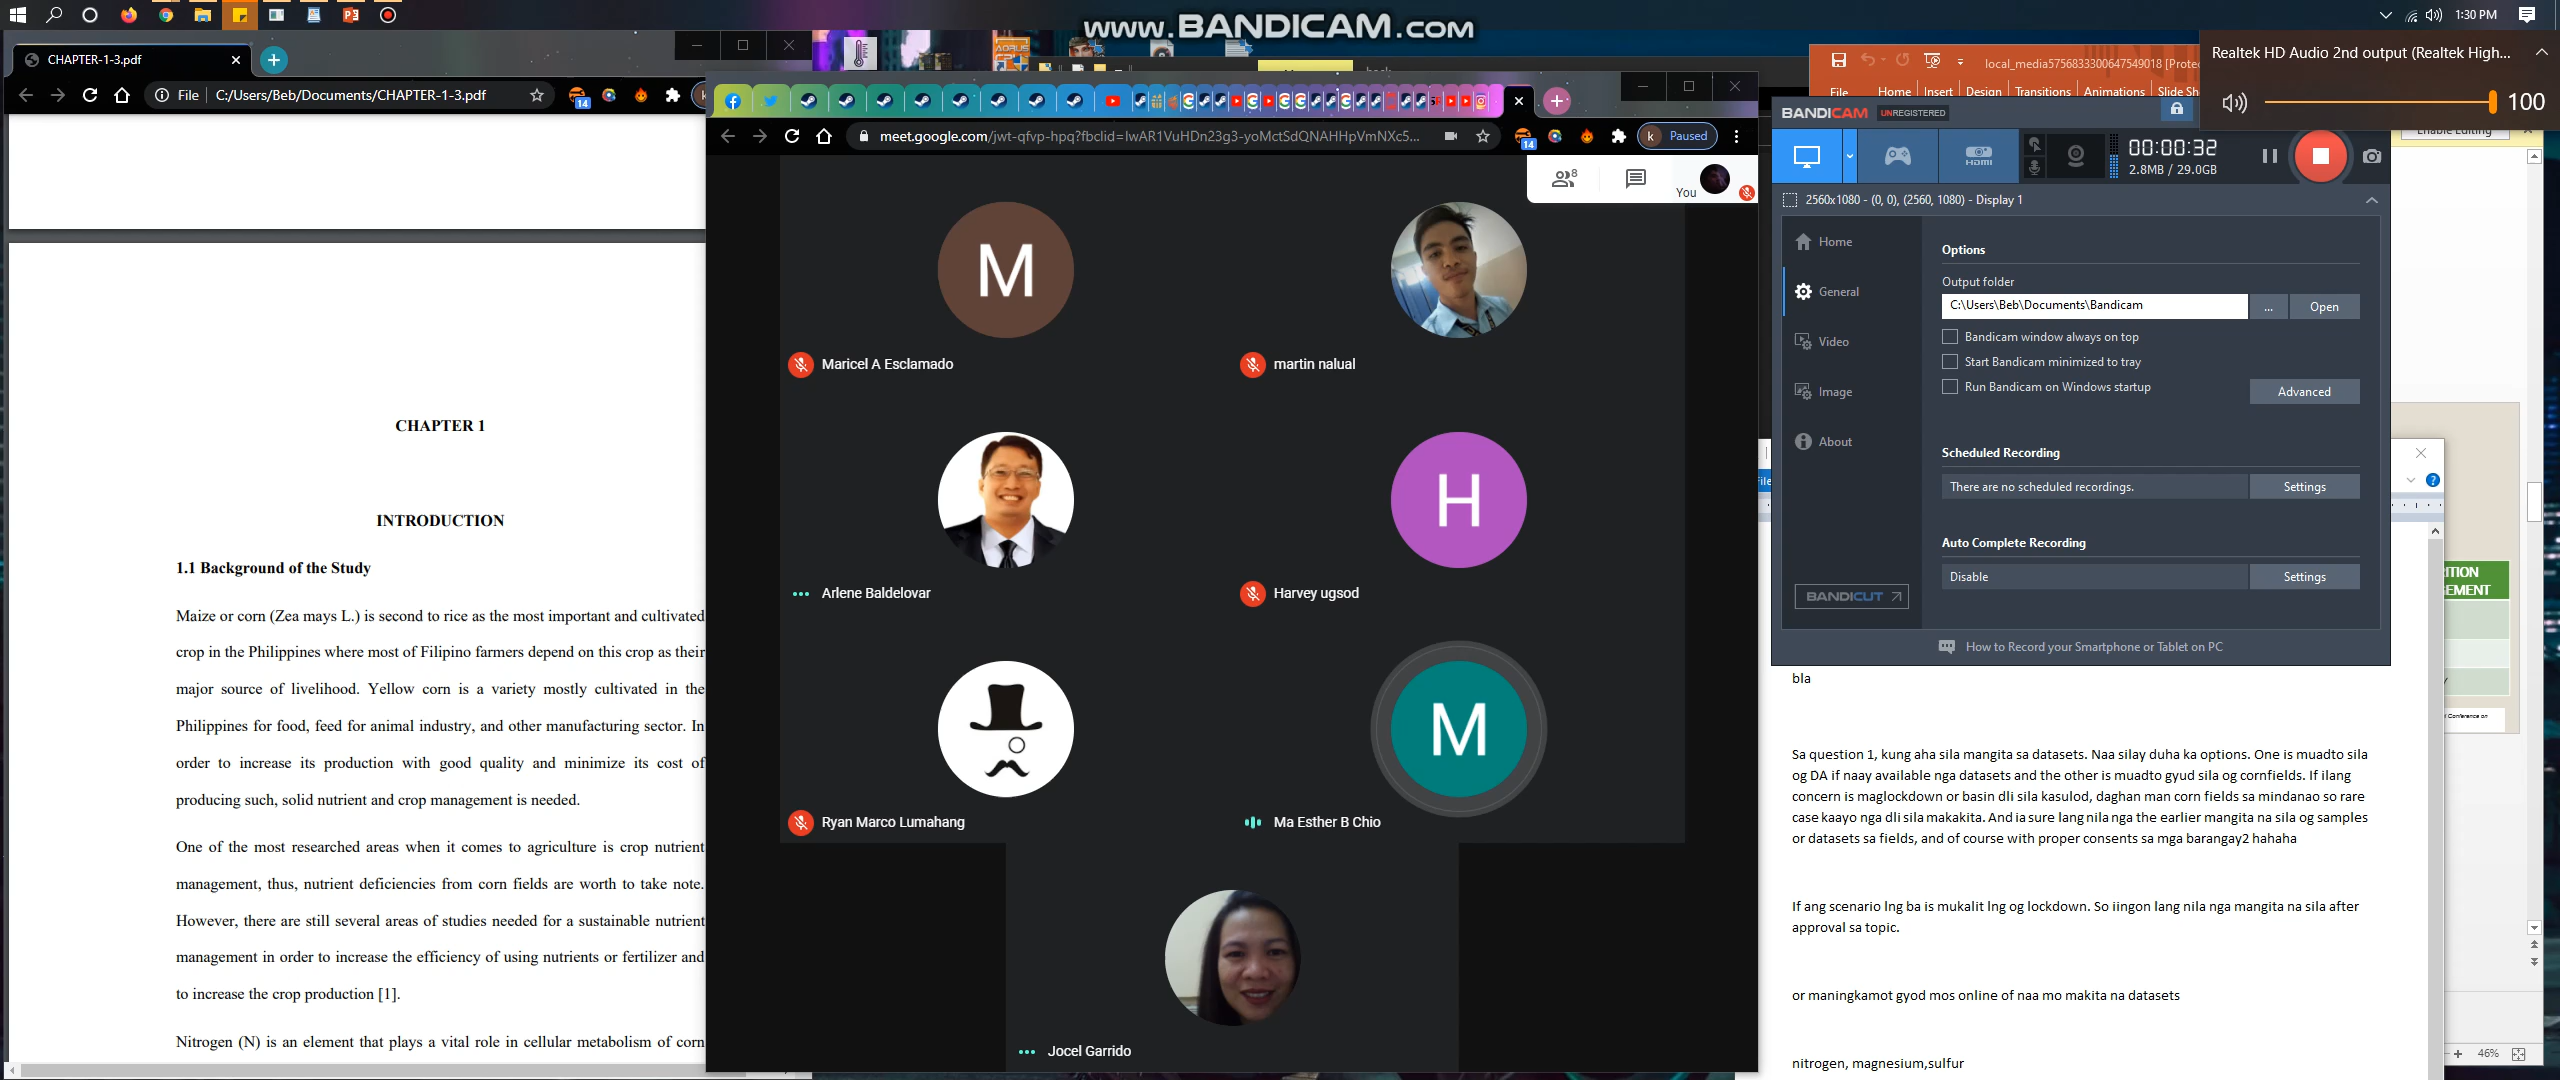 www.BANDICAM.com
1:30 PM
CHAPTER-1-3.pdf
File
C:/Users/Beb/Documents/CHAPTER-1-3.pdf
14
CHAPTER 1
INTRODUCTION
1.1 Background of the Study
Maize or corn (Zea mays L.) is second to rice as the most important and cultivated
crop in the Philippines where most of Filipino farmers depend on this crop as their
major source of livelihood. Yellow corn is a variety mostly cultivated in the
Philippines for food, feed for animal industry, and other manufacturing sector. In
order to increase its production with good quality and minimize its cost of
producing such, solid nutrient and crop management is needed.
One of the most researched areas when it comes to agriculture is crop nutrient
management, thus, nutrient deficiencies from corn fields are worth to take note.
However, there are still several areas of studies needed for a sustainable nutrient
management in order to increase the efficiency of using nutrients or fertilizer and
to increase the crop production [1].
Nitrogen (N) is an element that plays a vital role in cellular metabolism of corn
meet.google.com/jwt-qfvp-hpq?fbclid=IwAR1VuHDn23g3-yoMctSdQNAHHpVmNXc5...
14
k Paused
8
You
M
Maricel A Esclamado
martin nalual
Arlene Baldelovar
H
Harvey ugsod
Ryan Marco Lumahang
M
Ma Esther B Chio
Jocel Garrido
local_media5756833300647549018 [Protec
File Home Insert Design Transitions Animations Slide Sh
Realtek HD Audio 2nd output (Realtek High...
100
Enable Editing
BANDICAM UNREGISTERED
HDMI
00:00:32
2.8MB / 29.0GB
2560x1080 - (0, 0), (2560, 1080) - Display 1
Home
General
Video
Image
About
BANDICUT
Options
Output folder
C:\Users\Beb\Documents\Bandicam
...
Open
Bandicam window always on top
Start Bandicam minimized to tray
Run Bandicam on Windows startup
Advanced
Scheduled Recording
There are no scheduled recordings.
Settings
Auto Complete Recording
Disable
Settings
How to Record your Smartphone or Tablet on PC
bla
Sa question 1, kung aha sila mangita sa datasets. Naa silay duha ka options. One is muadto sila
og DA if naay available nga datasets and the other is muadto gyud sila og cornfields. If ilang
concern is maglockdown or basin dli sila kasulod, daghan man corn fields sa mindanao so rare
case kaayo nga dli sila makakita. And ia sure lang nila nga the earlier mangita na sila og samples
or datasets sa fields, and of course with proper consents sa mga barangay2 hahaha
If ang scenario lng ba is mukalit lng og lockdown. So iingon lang nila nga mangita na sila after
approval sa topic.
or maningkamot gyod mos online of naa mo makita na datasets
nitrogen, magnesium,sulfur
46%